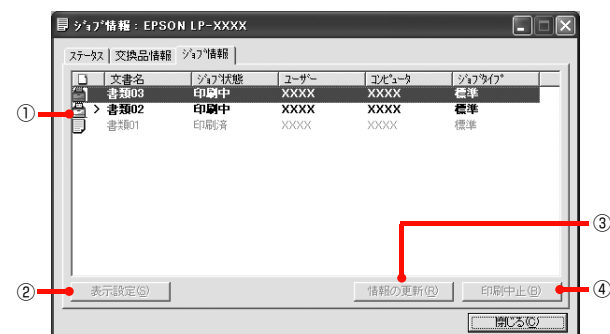 ジョブ情報：EPSON LP-XXXX
ステータス 交換品情報 ジョブ情報
文書名 ジョブ状態 ユーザー コンピュータ ジョブタイプ
書類03 印刷中 XXXX XXXX 標準
① > 書類02 印刷中 XXXX XXXX 標準
書類01 印刷済 XXXX XXXX 標準
③
② 表示設定(S) 情報の更新(R) 印刷中止(B) ④
閉じる(C)